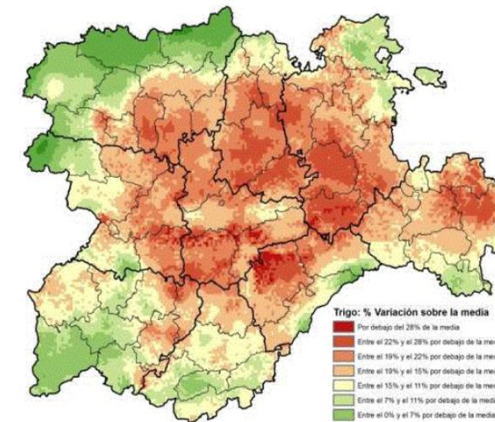 Trigo: % Variación sobre la media
Por debajo del 28% de la media
Entre el 22% y el 28% por debajo de la me
Entre el 19% y el 22% por debajo de la me
Entre el 19% y el 15% por debajo de la me
Entre el 15% y el 11% por debajo de la me
Entre el 7% y el 11% por debajo de la media
Entre el 0% y el 7% por debajo de la media